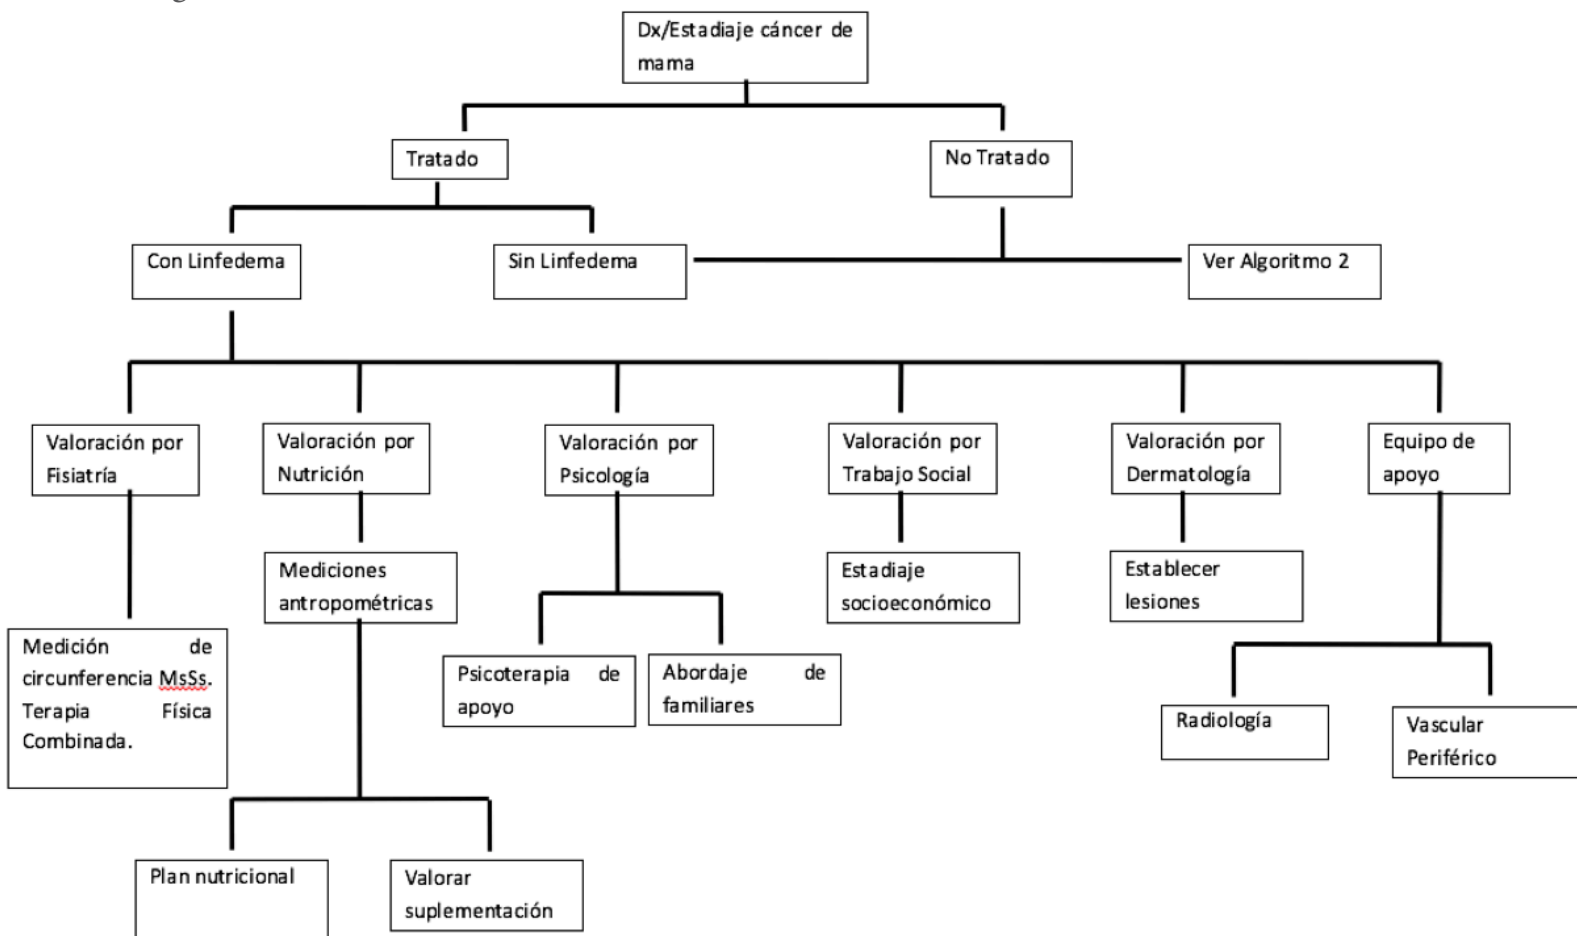 Dx/Estadiaje cáncer de
mama
Tratado
No Tratado
Con Linfedema
Sin Linfedema
Ver Algoritmo 2
Valoración por
Fisiatría
Valoración por
Nutrición
Valoración por
Psicología
Valoración por
Trabajo Social
Valoración por
Dermatología
Equipo de
apoyo
Mediciones
antropométricas
Estadiaje
socioeconómico
Establecer
lesiones
Medición de
circunferencia MsSs.
Terapia Física
Combinada.
Psicoterapia de
apoyo
Abordaje de
familiares
Radiología
Vascular
Periférico
Plan nutricional
Valorar
suplementación